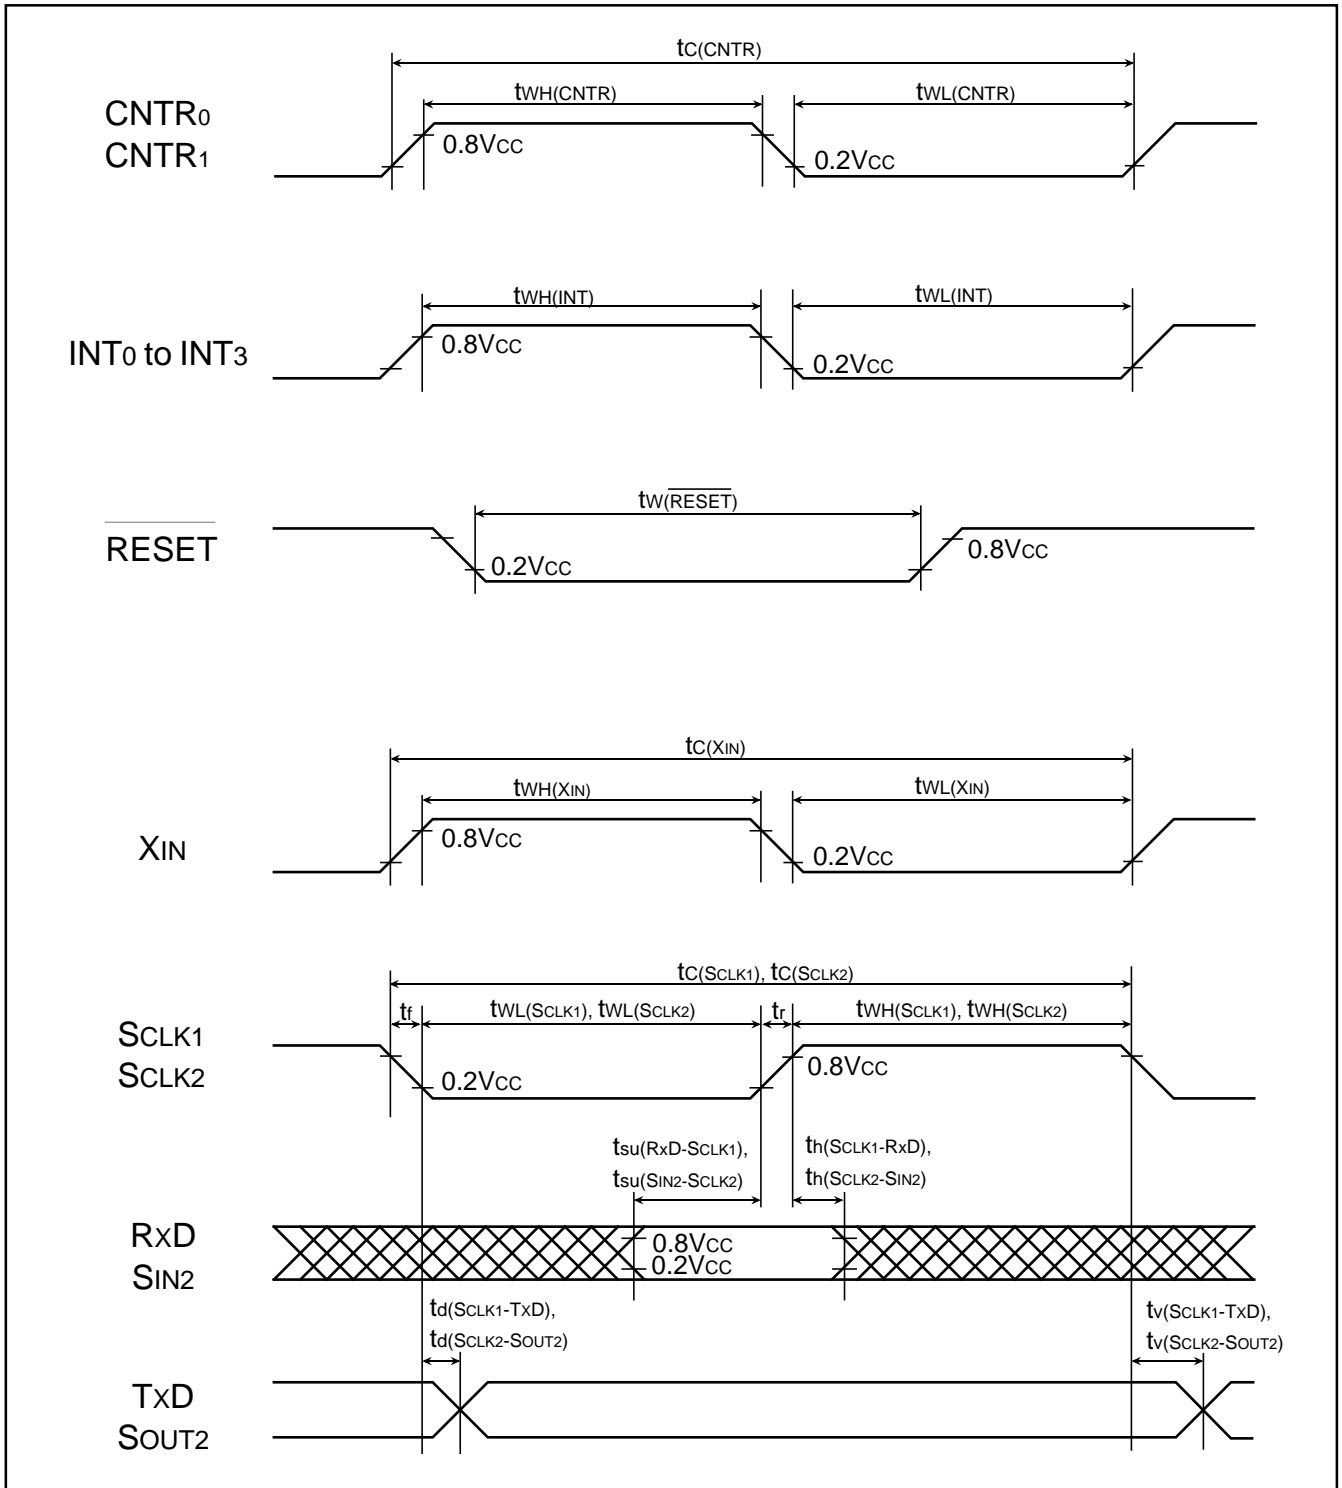 tC(CNTR)
tWH(CNTR) tWL(CNTR)
CNTR0
CNTR1
0.8VCC
0.2VCC
tWH(INT) tWL(INT)
INT0 to INT3
0.8VCC
0.2VCC
tW(RESET)
RESET
0.2VCC
0.8VCC
tC(XIN)
tWH(XIN) tWL(XIN)
XIN
0.8VCC
0.2VCC
tC(SCLK1), tC(SCLK2)
tf tWL(SCLK1), tWL(SCLK2) tr tWH(SCLK1), tWH(SCLK2)
SCLK1
SCLK2
0.2VCC
0.8VCC
tsu(RxD-SCLK1),
tsu(SIN2-SCLK2)
th(SCLK1-RxD),
th(SCLK2-SIN2)
RXD
SIN2
0.8VCC
0.2VCC
td(SCLK1-TXD),
td(SCLK2-SOUT2)
tv(SCLK1-TXD),
tv(SCLK2-SOUT2)
TXD
SOUT2